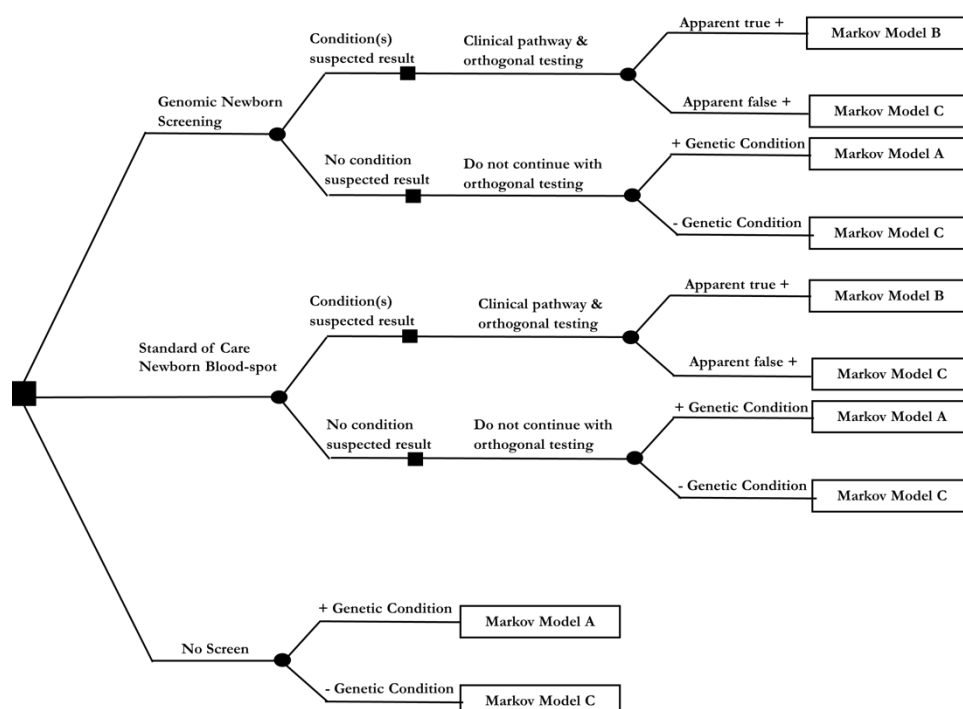 Apparent true +
Markov Model B
Condition(s)
suspected result
Clinical pathway &
orthogonal testing
Genomic Newborn
Screening
Apparent false +
Markov Model C
+ Genetic Condition
Markov Model A
No condition
suspected result
Do not continue with
orthogonal testing
- Genetic Condition
Markov Model C
Apparent true +
Markov Model B
Condition(s)
suspected result
Clinical pathway &
orthogonal testing
Standard of Care
Newborn Blood-spot
Apparent false +
Markov Model C
+ Genetic Condition
Markov Model A
No condition
suspected result
Do not continue with
orthogonal testing
- Genetic Condition
Markov Model C
+ Genetic Condition
Markov Model A
No Screen
- Genetic Condition
Markov Model C